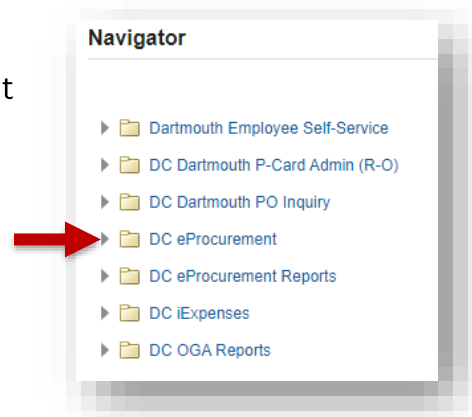 Navigator
t
Dartmouth Employee Self-Service
DC Dartmouth P-Card Admin (R-O)
DC Dartmouth PO Inquiry
DC eProcurement
DC eProcurement Reports
DC iExpenses
DC OGA Reports